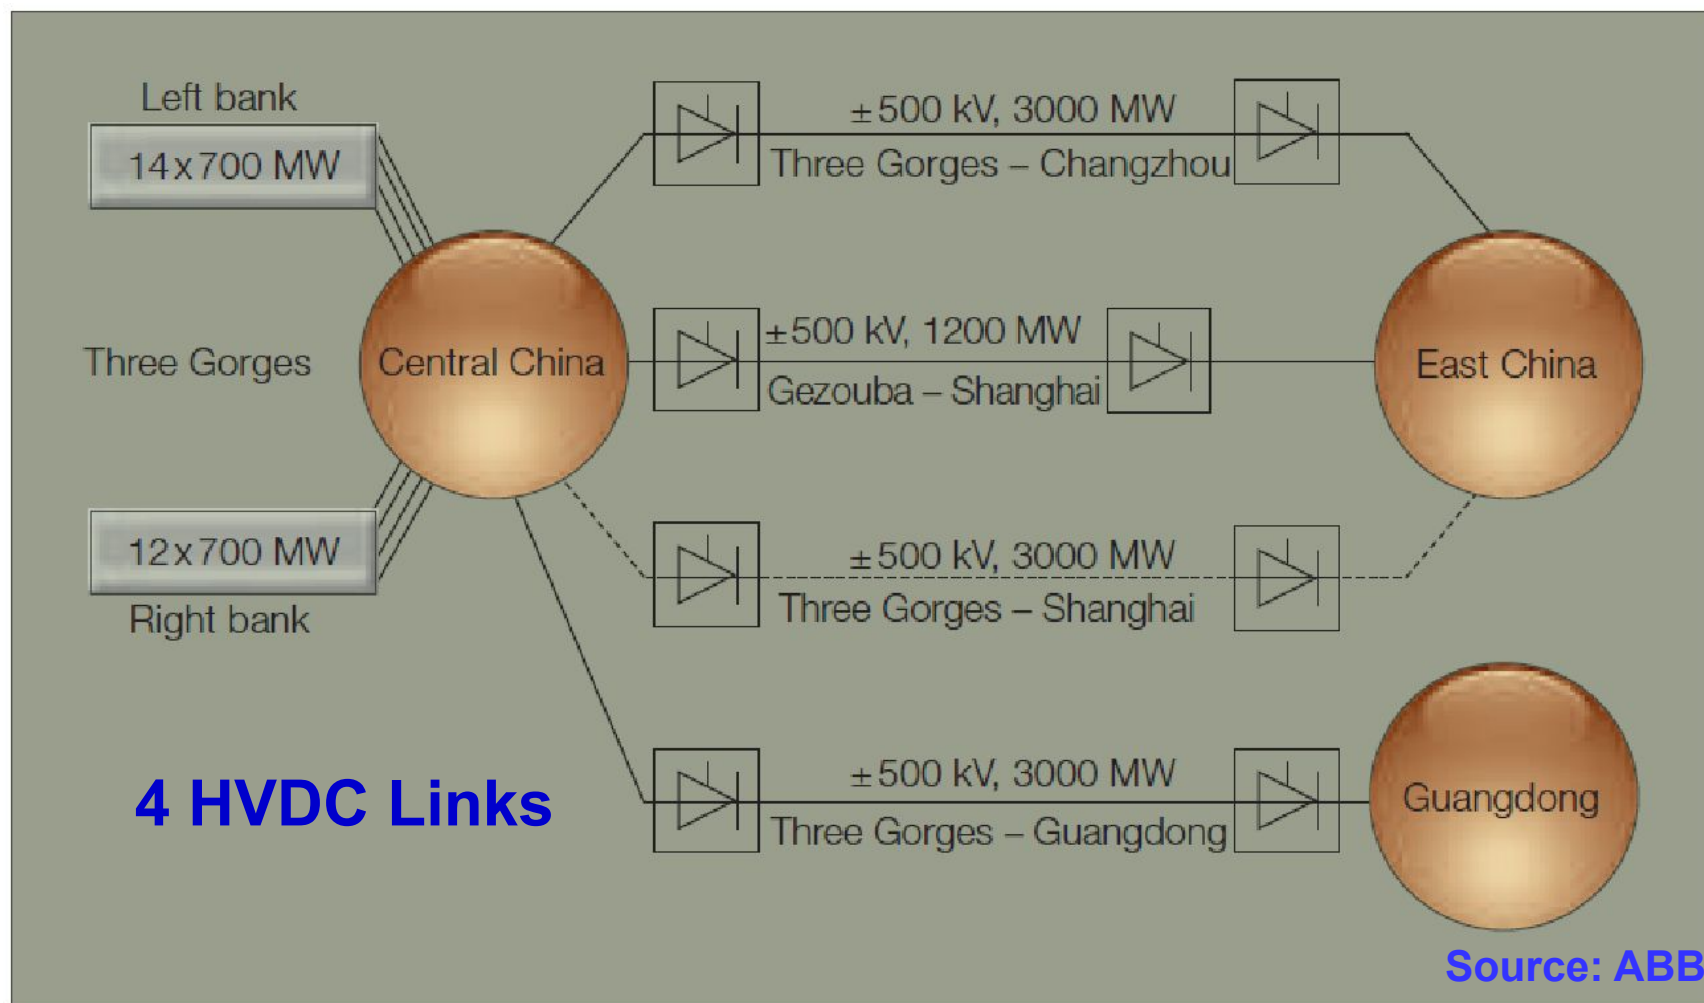 Left bank
14x700 MW
Three Gorges
12x700 MW
Right bank
Central China
±500 kV, 3000 MW
Three Gorges – Changzhou
±500 kV, 1200 MW
Gezouba – Shanghai
±500 kV, 3000 MW
Three Gorges – Shanghai
±500 kV, 3000 MW
Three Gorges – Guangdong
East China
Guangdong
4 HVDC Links
Source: ABB